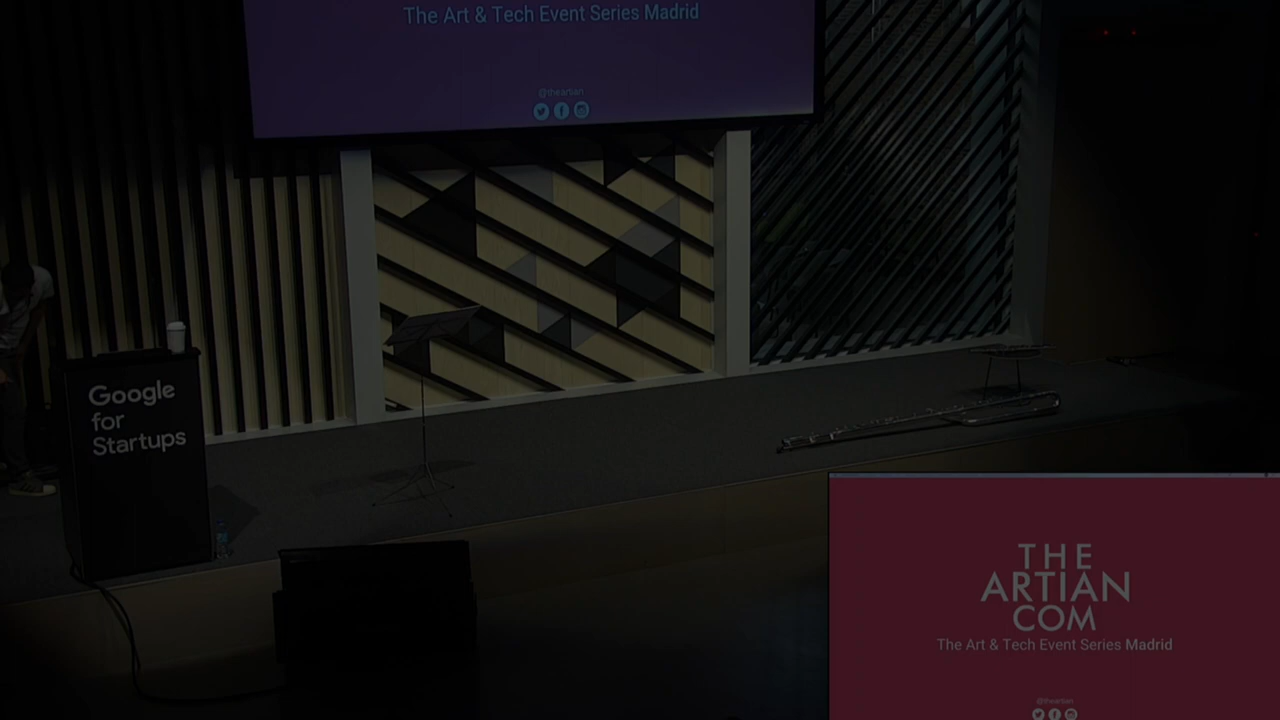 The Art & Tech Event Series Madrid
@theartian
Google
for
Startups
THE
ARTIAN
COM
The Art & Tech Event Series Madrid
@theartian